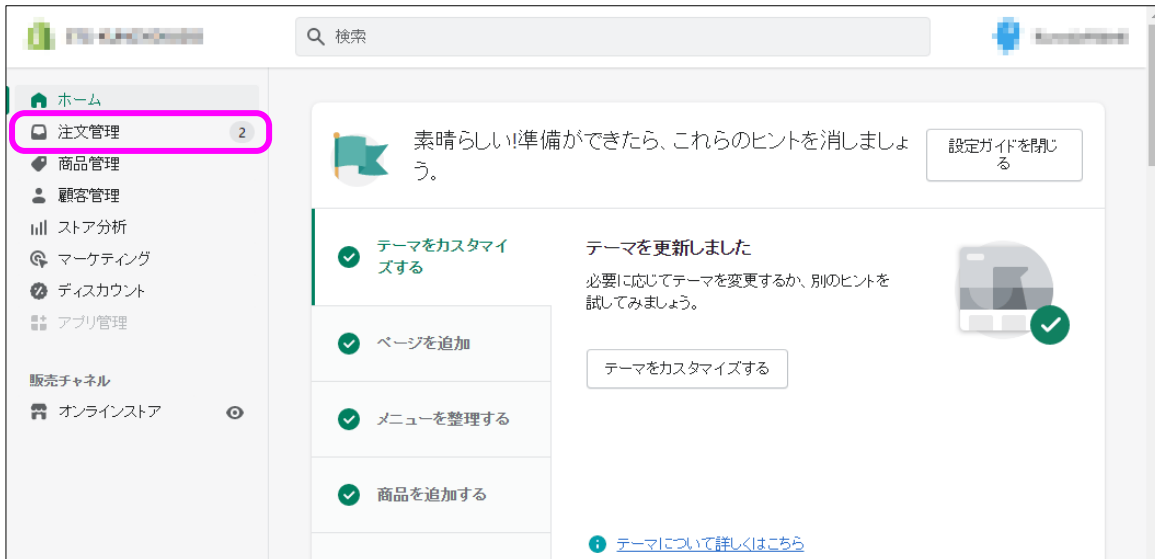 検索
ホーム
注文管理 2
商品管理
顧客管理
ストア分析
マーケティング
ディスカウント
アプリ管理
販売チャネル
オンラインストア
素晴らしい!準備ができたら、これらのヒントを消しましょ
う。
設定ガイドを閉じ
る
テーマをカスタマイ
ズする
ページを追加
メニューを整理する
商品を追加する
テーマを更新しました
必要に応じてテーマを変更するか、別のヒントを
試してみましょう。
テーマをカスタマイズする
テーマについて詳しくはこちら